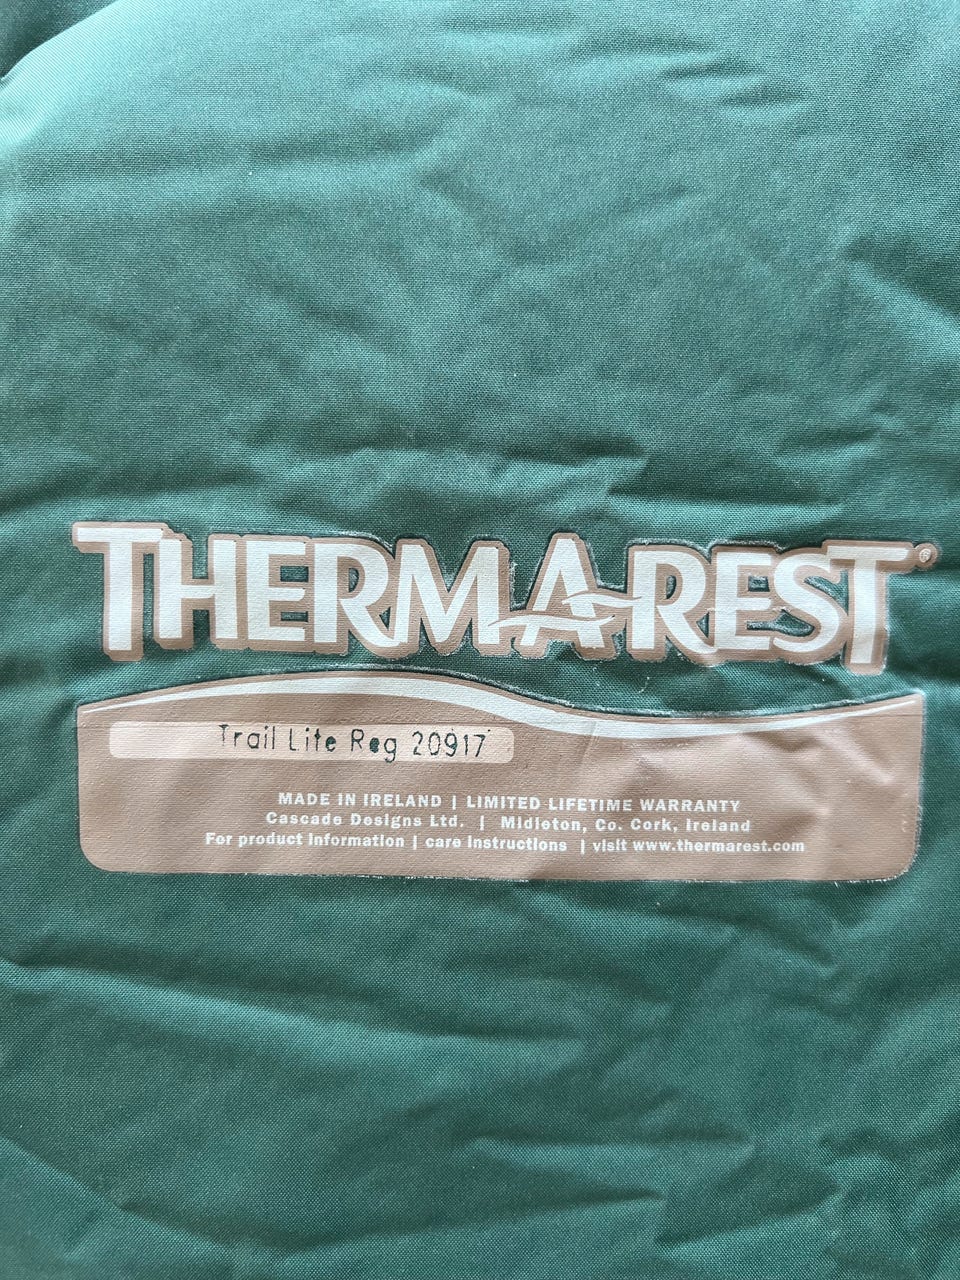 THERMAREST®
Trail Lite Reg 20917
MADE IN IRELAND | LIMITED LIFETIME WARRANTY
Cascade Designs Ltd. | Midleton, Co. Cork, Ireland
For product information | care instructions | visit www.thermarest.com